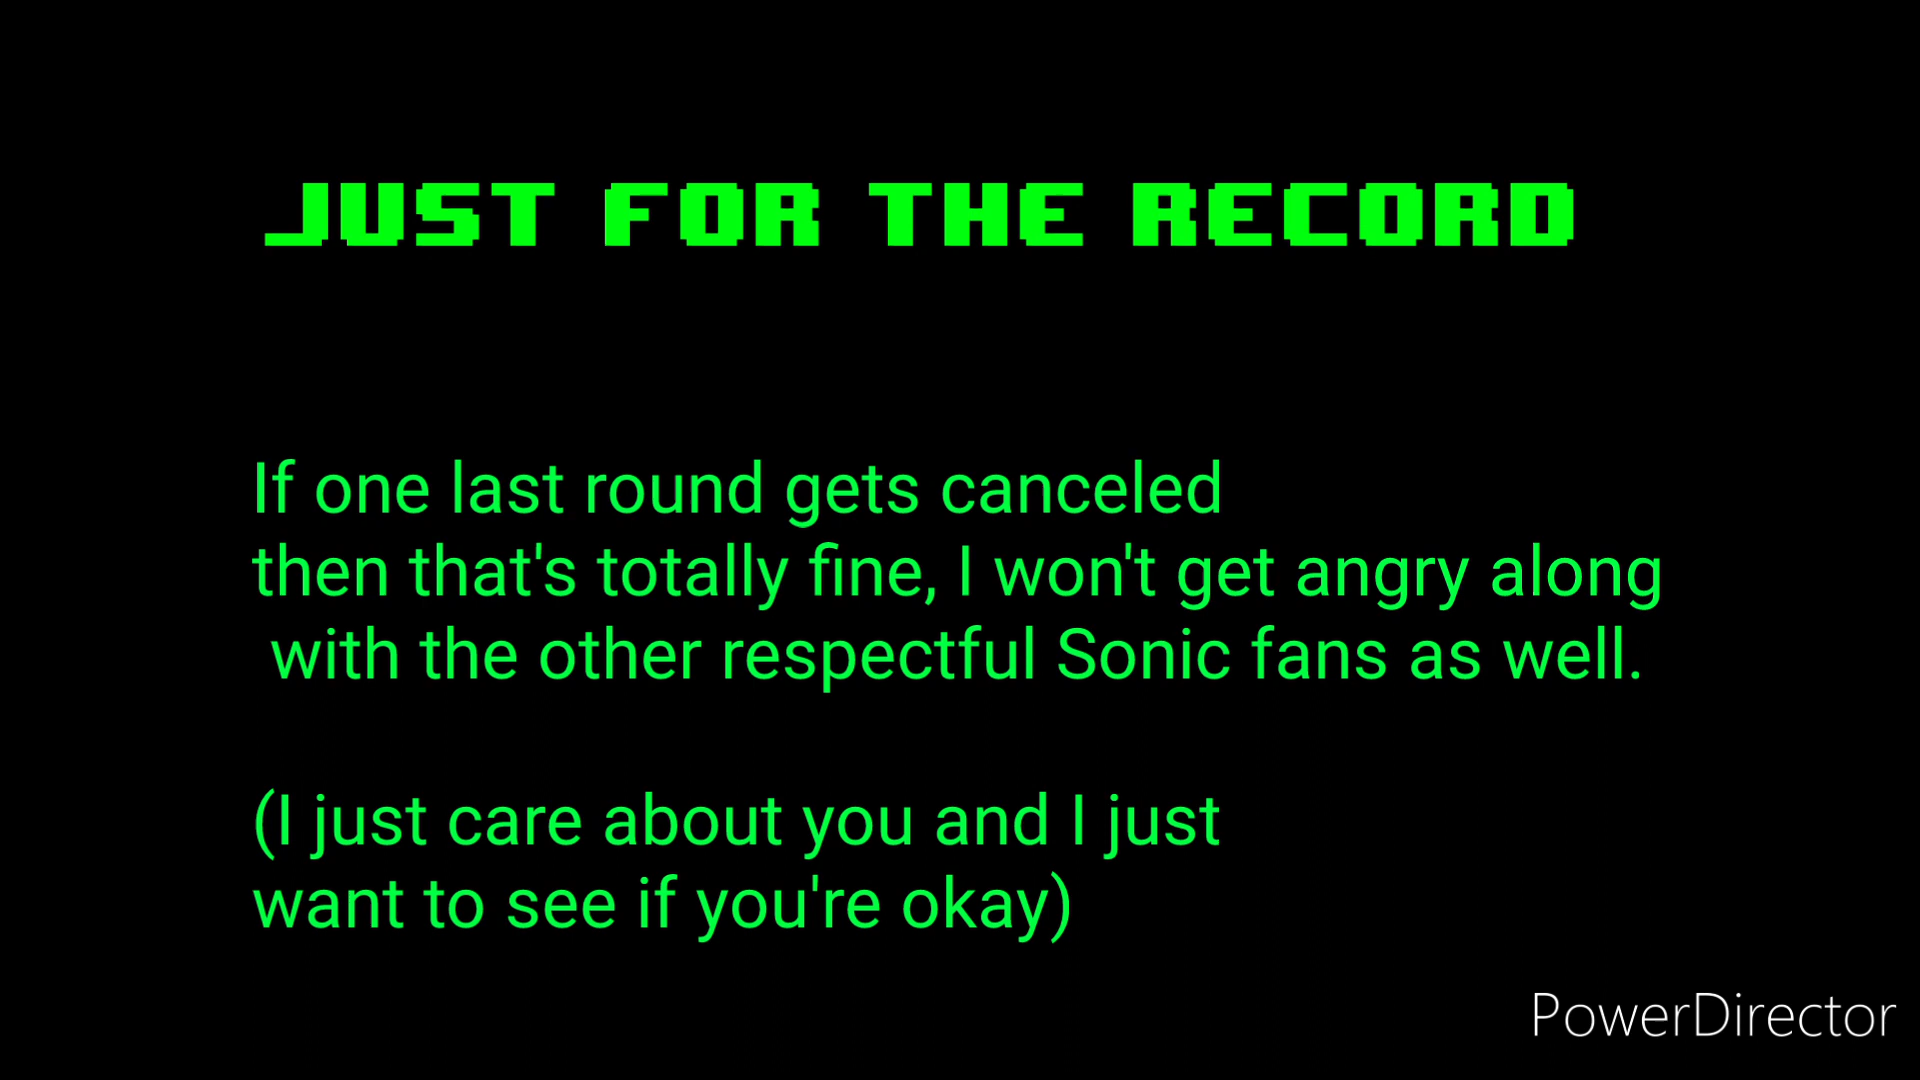 JUST FOR THE RECORD
If one last round gets canceled
then that's totally fine, I won't get angry along
with the other respectful Sonic fans as well.
(I just care about you and I just
want to see if you're okay)
PowerDirector